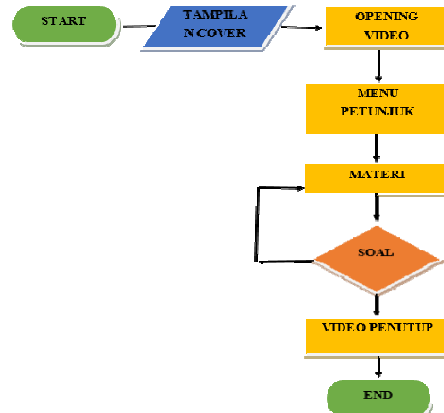 START
TAMPILA
N COVER
OPENING
VIDEO
MENU
PETUNJUK
MATERI
SOAL
VIDEO PENUTUP
END